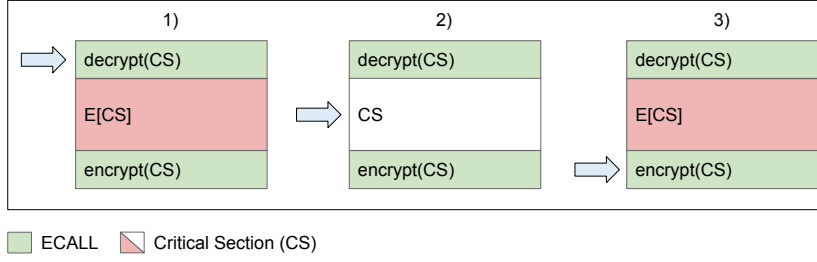 1) 2) 3)
decrypt(CS) decrypt(CS) decrypt(CS)
E[CS] CS E[CS]
encrypt(CS) encrypt(CS) encrypt(CS)
ECALL Critical Section (CS)